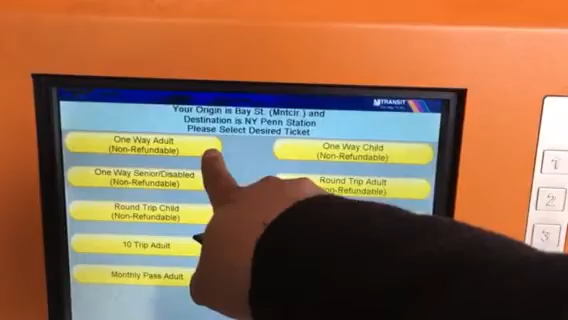 NJ TRANSIT
Your Origin is Bay St. (Mntclr.) and
Destination is NY Penn Station
Please Select Desired Ticket
One Way Adult
(Non-Refundable)
One Way Child
(Non-Refundable)
One Way Senior/Disabled
(Non-Refundable)
Round Trip Adult
(Non-Refundable)
Round Trip Child
(Non-Refundable)
10 Trip Adult
Monthly Pass Adult
1
2
3